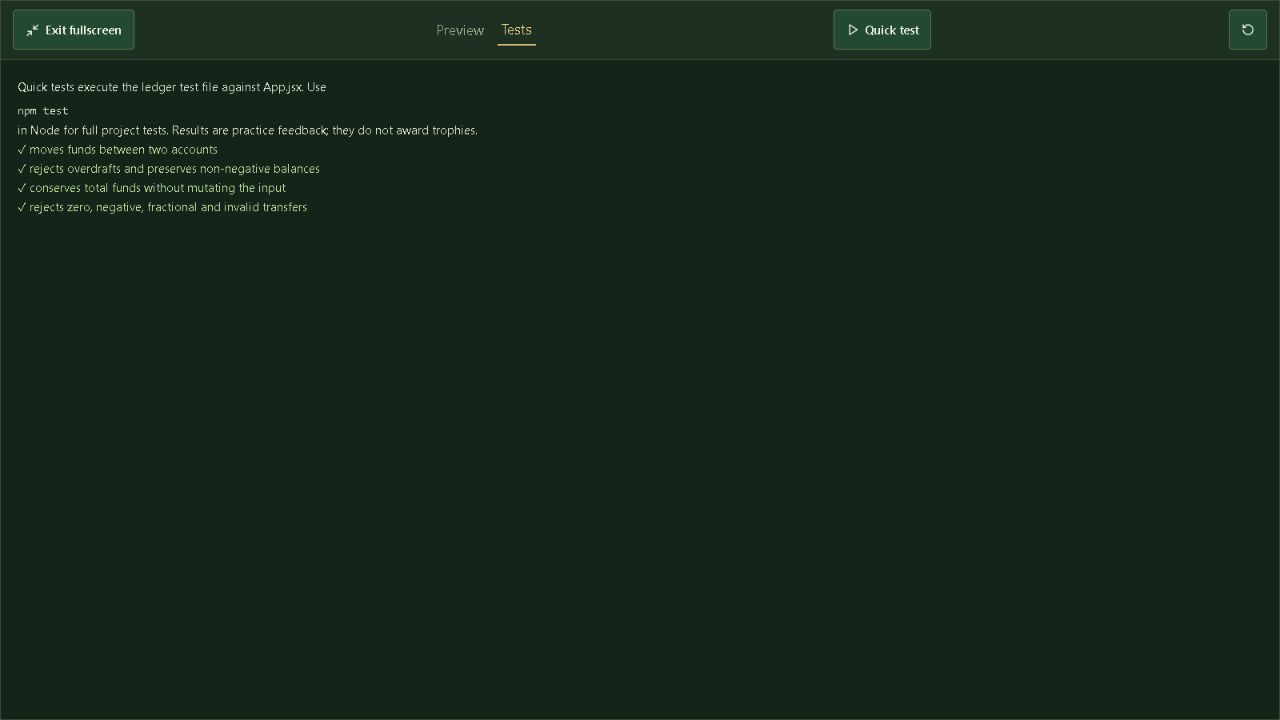 Exit fullscreen
Preview
Tests
Quick test
Quick tests execute the ledger test file against App.jsx. Use
npm test
in Node for full project tests. Results are practice feedback; they do not award trophies.
✓ moves funds between two accounts
✓ rejects overdrafts and preserves non-negative balances
✓ conserves total funds without mutating the input
✓ rejects zero, negative, fractional and invalid transfers